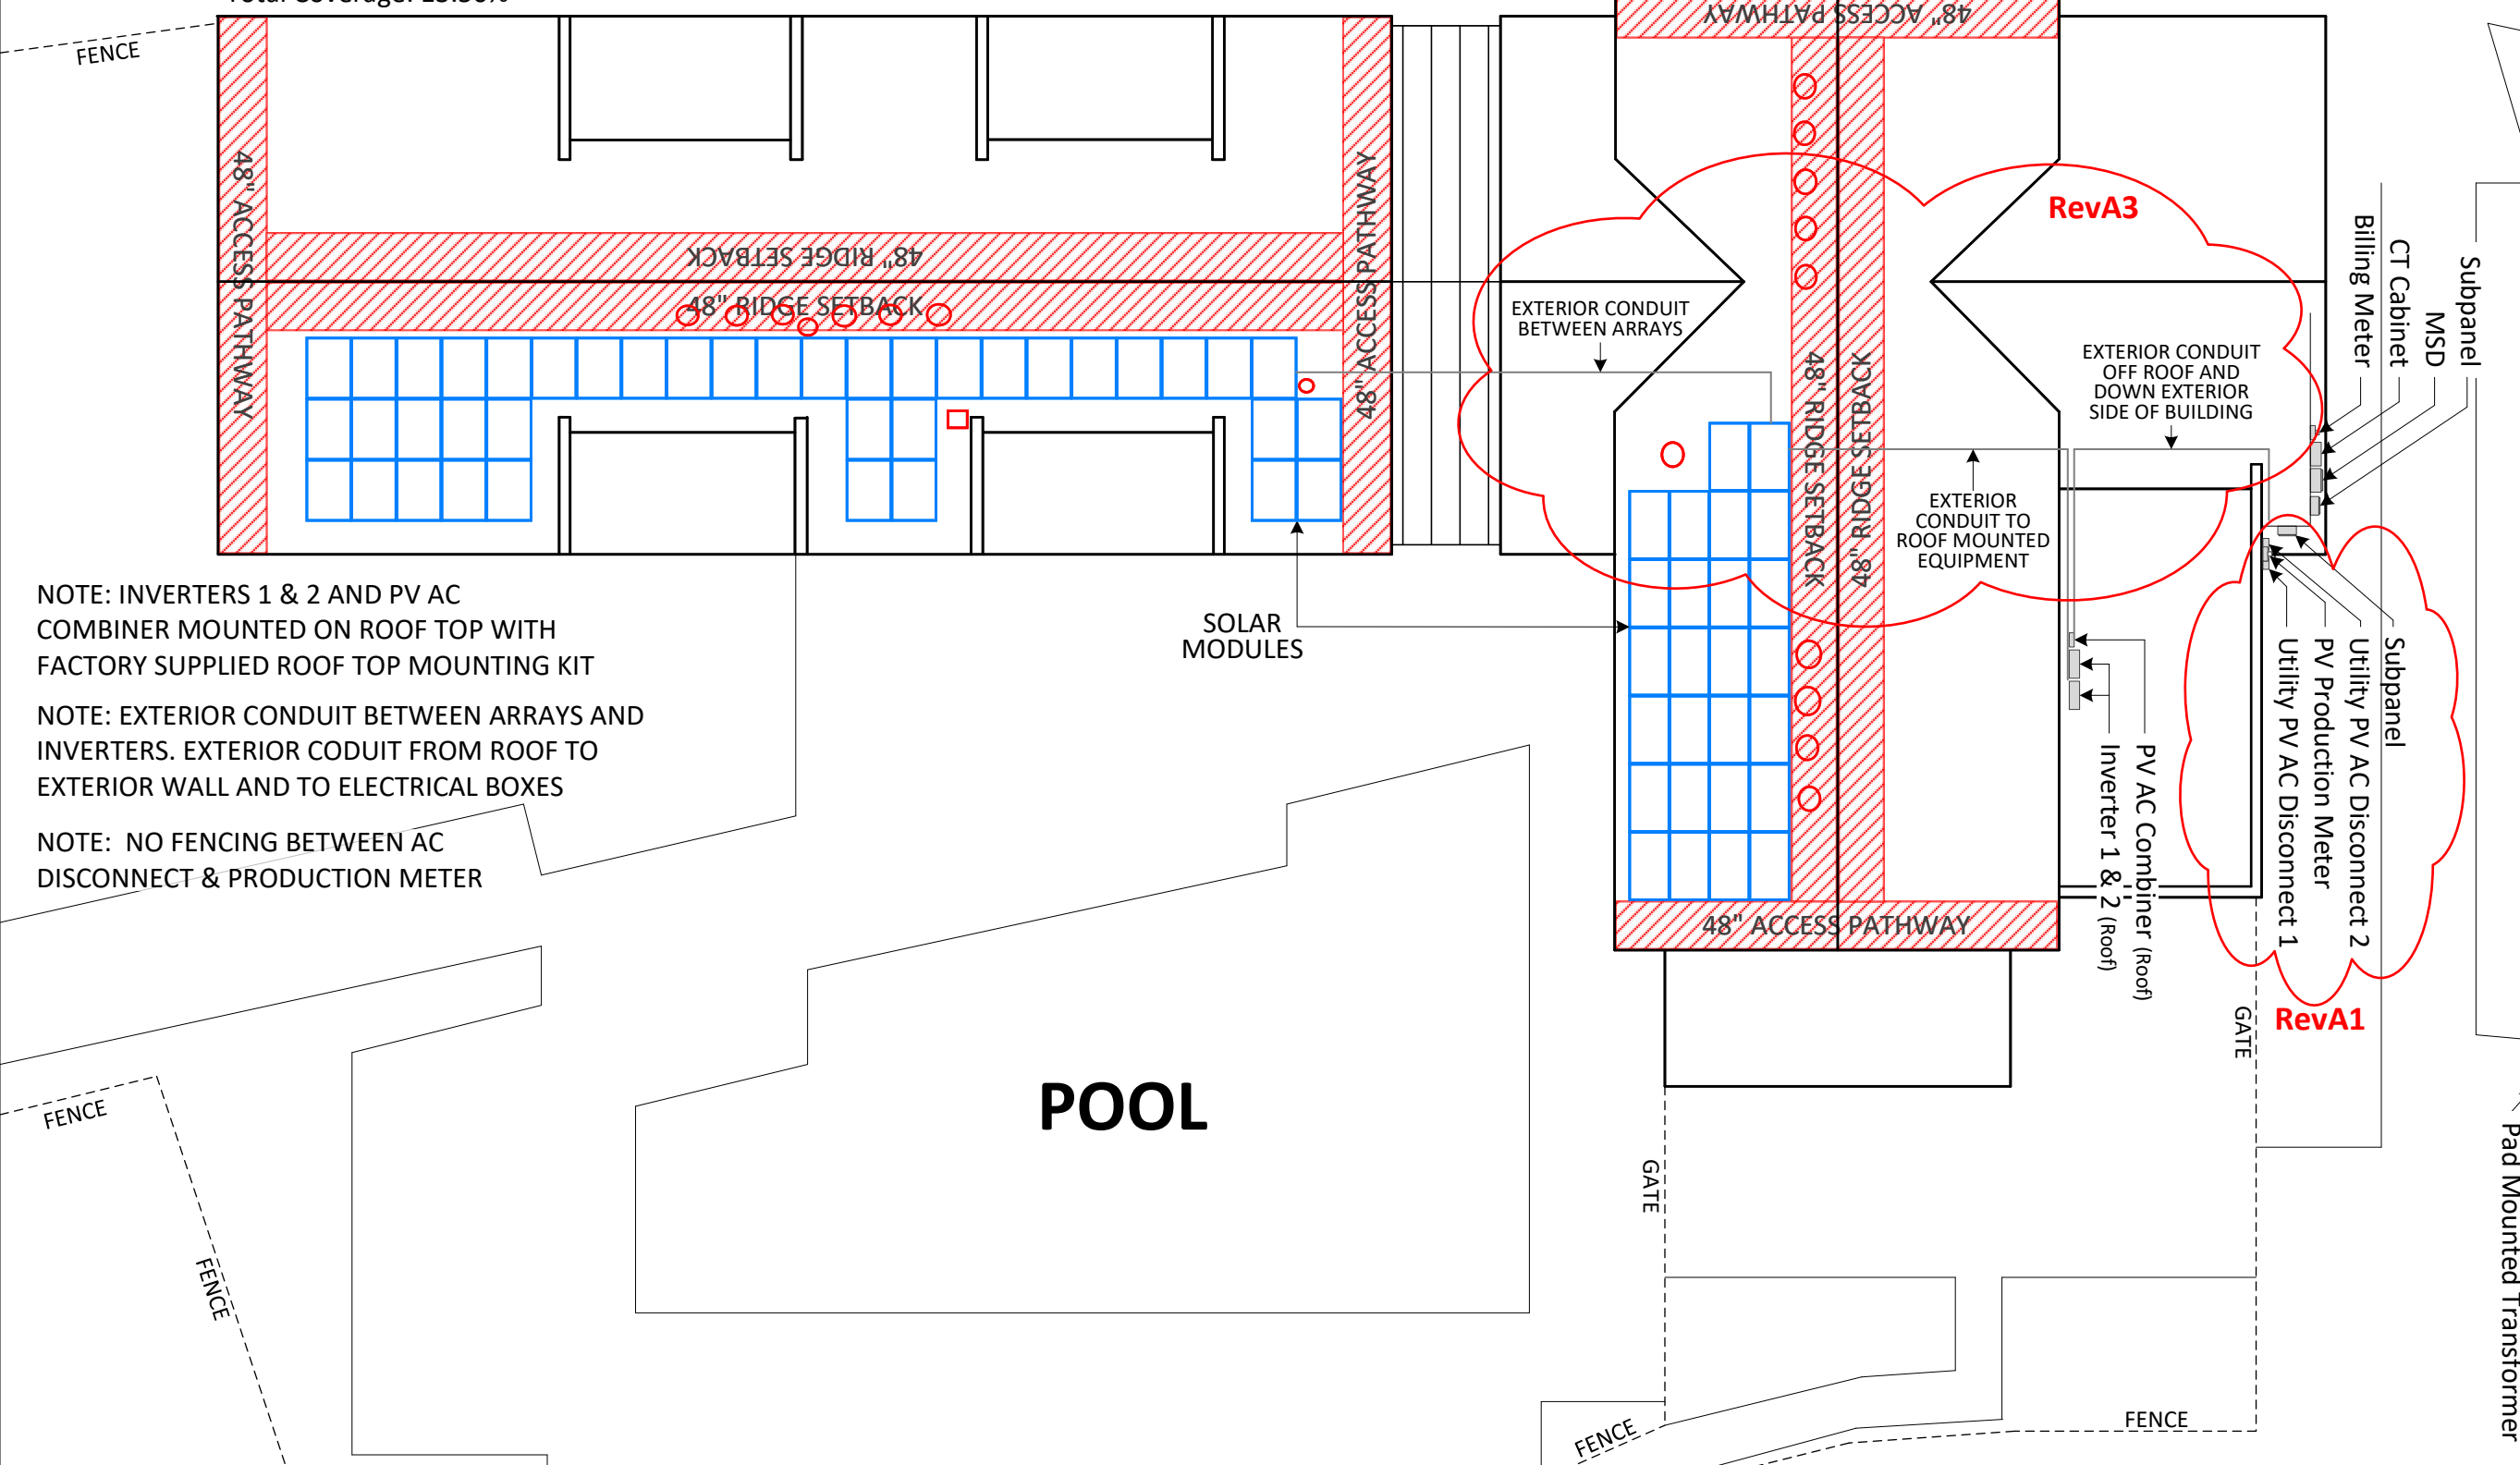 FENCE
48" ACCESS PATHWAY
48" ACCESS PATHWAY
48" RIDGE SETBACK
48" RIDGE SETBACK
48" ACCESS PATHWAY
RevA3
EXTERIOR CONDUIT
BETWEEN ARRAYS
EXTERIOR CONDUIT
OFF ROOF AND
DOWN EXTERIOR
SIDE OF BUILDING
Billing Meter
CT Cabinet
MSD
Subpanel
48" RIDGE SETBACK
48" RIDGE SETBACK
EXTERIOR
CONDUIT TO
ROOF MOUNTED
EQUIPMENT
NOTE: INVERTERS 1 & 2 AND PV AC
COMBINER MOUNTED ON ROOF TOP WITH
FACTORY SUPPLIED ROOF TOP MOUNTING KIT
SOLAR
MODULES
NOTE: EXTERIOR CONDUIT BETWEEN ARRAYS AND
INVERTERS. EXTERIOR CODUIT FROM ROOF TO
EXTERIOR WALL AND TO ELECTRICAL BOXES
NOTE: NO FENCING BETWEEN AC
DISCONNECT & PRODUCTION METER
Inverter 1 & 2 (Roof)
PV AC Combiner (Roof)
Utility PV AC Disconnect 1
PV Production Meter
Utility PV AC Disconnect 2
Subpanel
48" ACCESS PATHWAY
RevA1
GATE
POOL
FENCE
GATE
FENCE
Pad Mounted Transformer
FENCE
FENCE